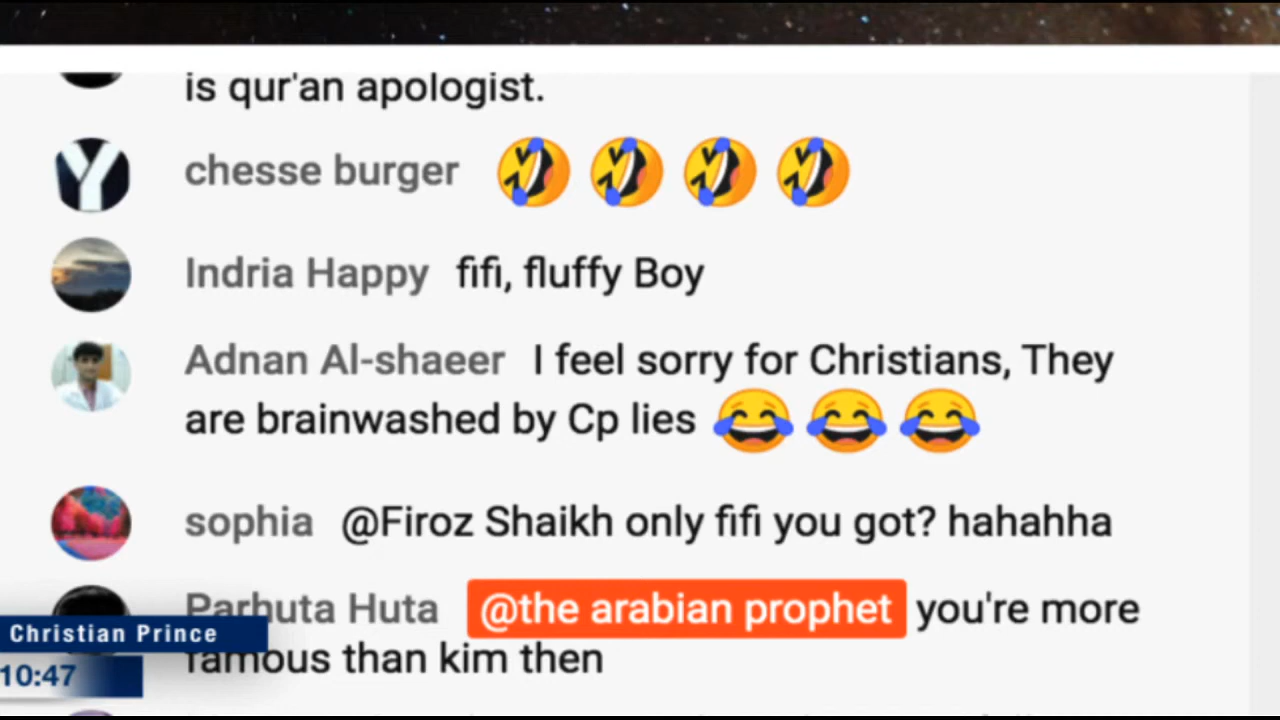 is qur'an apologist.
chesse burger 🤣 🤣 🤣 🤣
Indria Happy fifi, fluffy Boy
Adnan Al-shaeer I feel sorry for Christians, They
are brainwashed by Cp lies 😂 😂 😂
sophia @Firoz Shaikh only fifi you got? hahahha
Parhuta Huta @the arabian prophet you're more
famous than kim then
Christian Prince
10:47